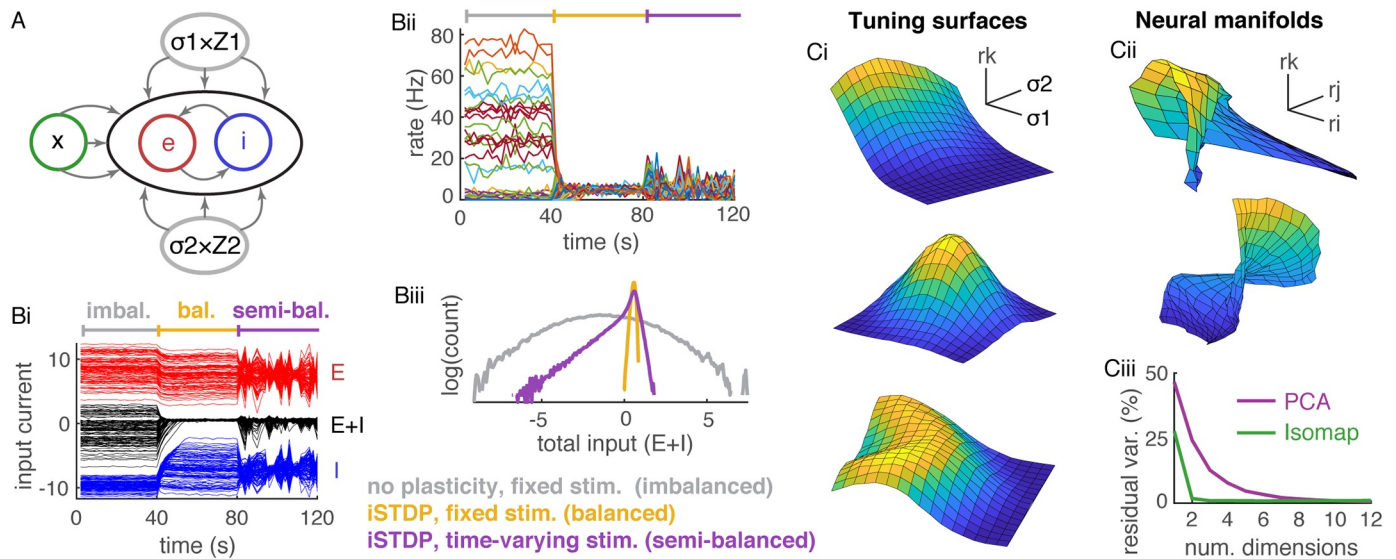 A
σ1×Z1
x
e
i
σ2×Z2
Bi
imbal.
bal.
semi-bal.
input current
10
0
-10
E
E+I
I
0
40
80
120
time (s)
Bii
rate (Hz)
80
60
40
20
0
0
40
80
120
time (s)
Biii
log(count)
-5
0
5
total input (E+I)
no plasticity, fixed stim. (imbalanced)
iSTDP, fixed stim. (balanced)
iSTDP, time-varying stim. (semi-balanced)
Tuning surfaces
Ci
rk
σ2
σ1
Neural manifolds
Cii
rk
rj
ri
Ciii
residual var. (%)
50
25
0
PCA
Isomap
2
4
6
8
10
12
num. dimensions